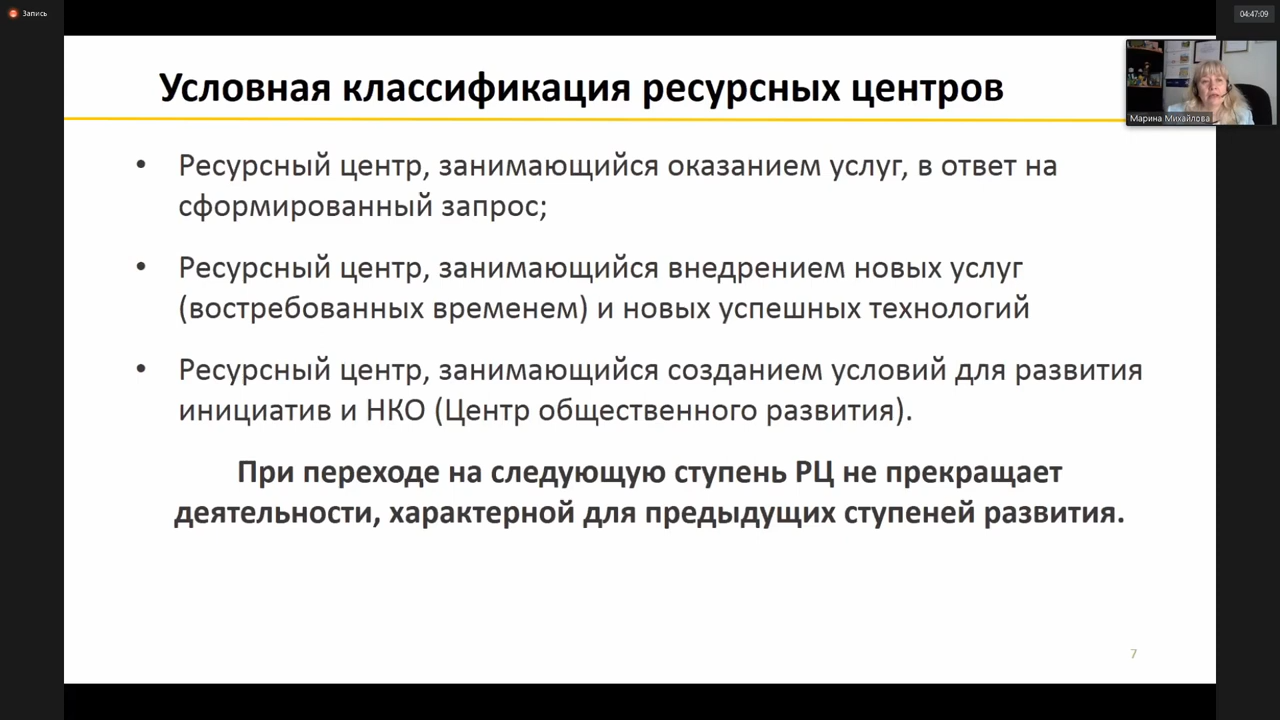 Запись
04:47:09
Условная классификация ресурсных центров
Марина Михайлова
• Ресурсный центр, занимающийся оказанием услуг, в ответ на
сформированный запрос;
• Ресурсный центр, занимающийся внедрением новых услуг
(востребованных временем) и новых успешных технологий
• Ресурсный центр, занимающийся созданием условий для развития
инициатив и НКО (Центр общественного развития).
При переходе на следующую ступень РЦ не прекращает
деятельности, характерной для предыдущих ступеней развития.
7